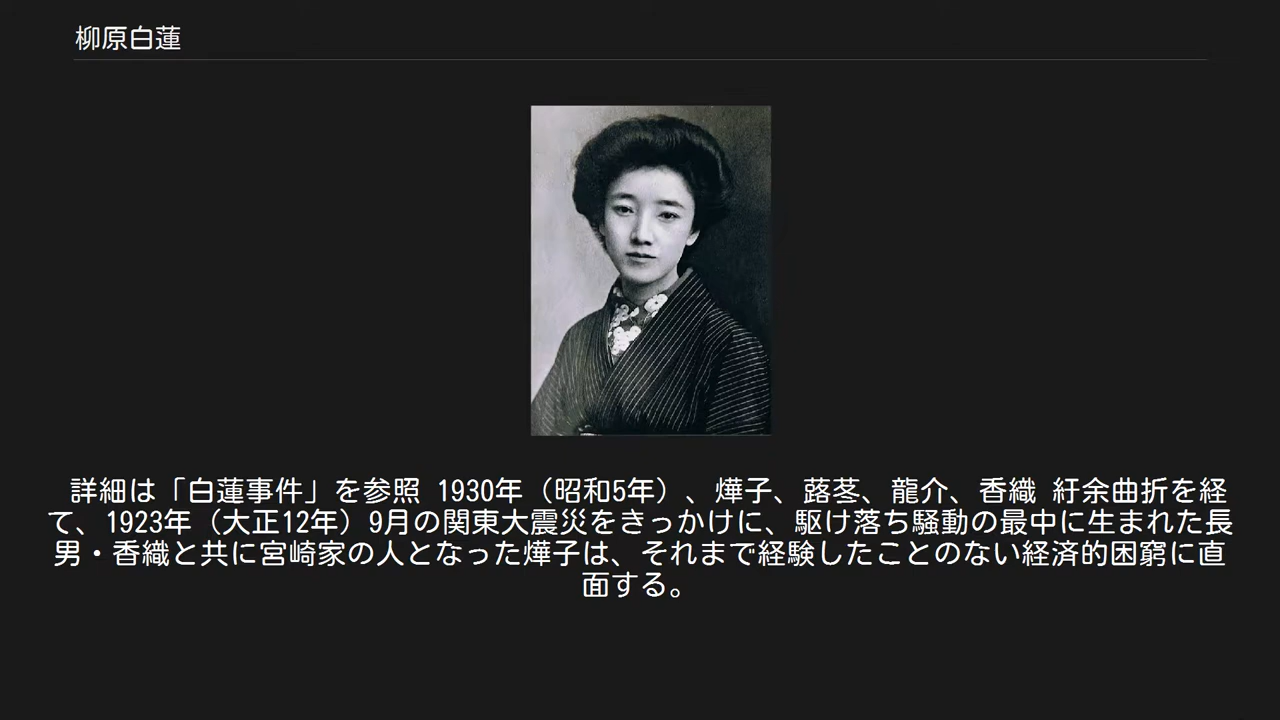 柳原白蓮
詳細は「白蓮事件」を参照 1930年（昭和5年）、燁子、蕗苳、龍介、香織 紆余曲折を経
て、1923年（大正12年）9月の関東大震災をきっかけに、駆け落ち騒動の最中に生まれた長
男・香織と共に宮崎家の人となった燁子は、それまで経験したことのない経済的困窮に直
面する。